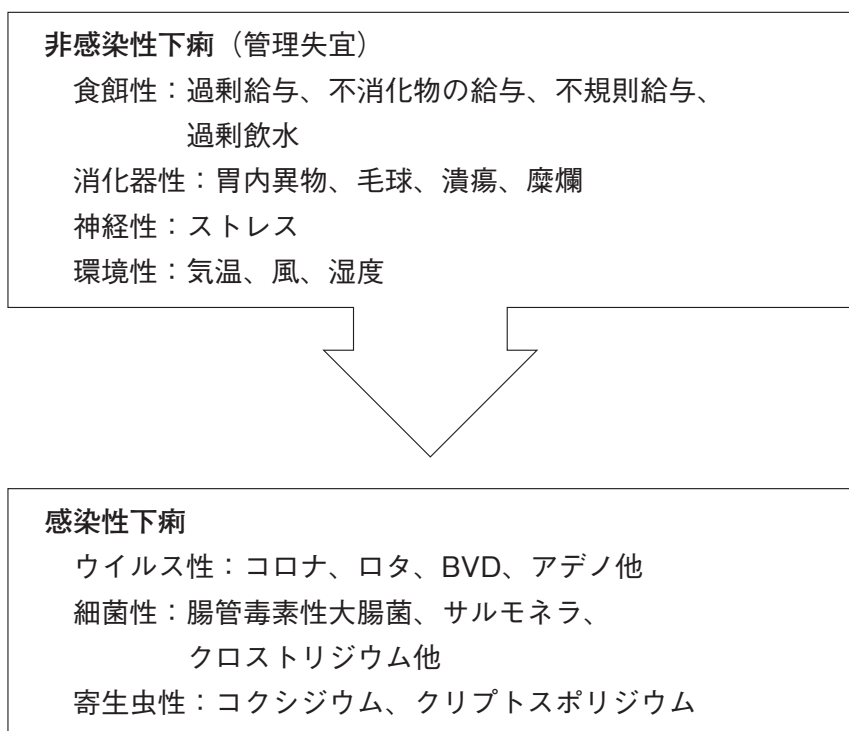 非感染性下痢（管理失宜）
食餌性：過剰給与、不消化物の給与、不規則給与、
過剰飲水
消化器性：胃内異物、毛球、潰瘍、糜爛
神経性：ストレス
環境性：気温、風、湿度
感染性下痢
ウイルス性：コロナ、ロタ、BVD、アデノ他
細菌性：腸管毒素性大腸菌、サルモネラ、
クロストリジウム他
寄生虫性：コクシジウム、クリプトスポリジウム